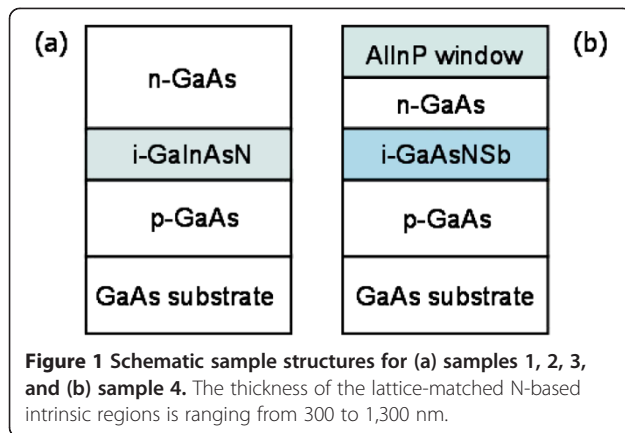 (a)
n-GaAs
i-GaInAsN
p-GaAs
GaAs substrate
(b)
AlInP window
n-GaAs
i-GaAsNSb
p-GaAs
GaAs substrate
Figure 1 Schematic sample structures for (a) samples 1, 2, 3,
and (b) sample 4. The thickness of the lattice-matched N-based
intrinsic regions is ranging from 300 to 1,300 nm.